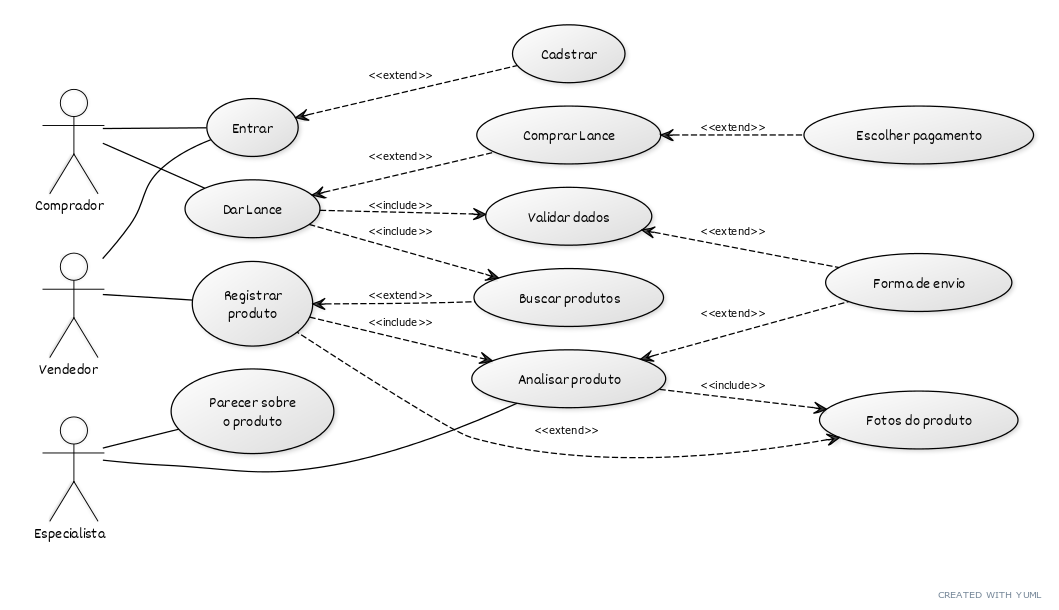 Cadstrar
<<extend>>
Entrar
Comprar Lance
<<extend>>
Escolher pagamento
<<extend>>
Comprador
Dar Lance
<<include>>
Validar dados
<<include>>
<<extend>>
Registrar
produto
<<extend>>
Buscar produtos
Forma de envio
<<include>>
<<extend>>
Vendedor
Analisar produto
<<include>>
Parecer sobre
o produto
Fotos do produto
<<extend>>
Especialista
CREATED WITH YUML